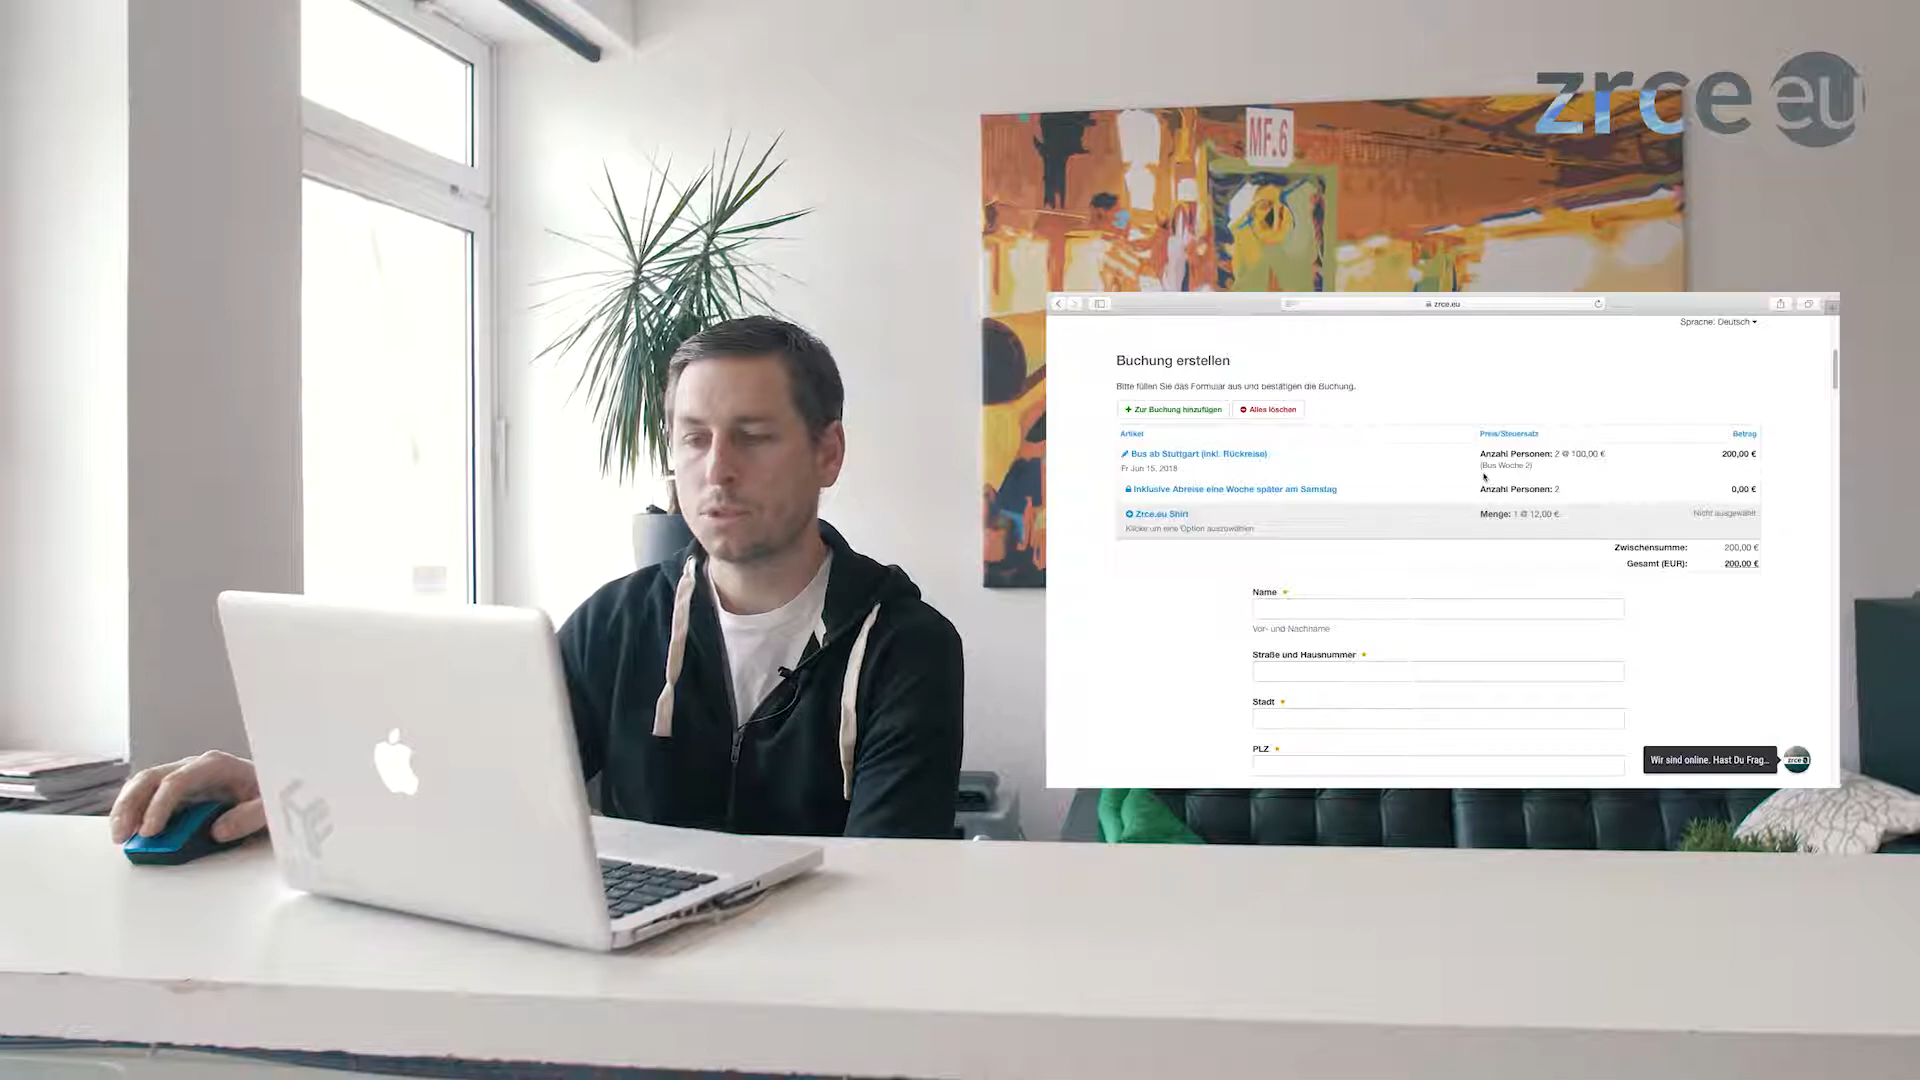 zrce eu
MF.6
zrce.eu
Sprache: Deutsch
Buchung erstellen
Bitte füllen Sie das Formular aus und bestätigen die Buchung.
Zur Buchung hinzufügen
Alles löschen
Artikel
Preis/Steuersatz
Betrag
Bus ab Stuttgart (inkl. Rückreise)
Anzahl Personen: 2 @ 100,00 €
200,00 €
Fr Jun 15, 2018
(Bus Woche 2)
Inklusive Abreise eine Woche später am Samstag
Anzahl Personen: 2
0,00 €
Zrce.eu Shirt
Menge: 1 @ 12,00 €
Nicht ausgewählt
Klicke um eine Option auszuwählen
Zwischensumme: 200,00 €
Gesamt (EUR): 200,00 €
Name
Vor- und Nachname
Straße und Hausnummer
Stadt
PLZ
Wir sind online. Hast Du Frag...